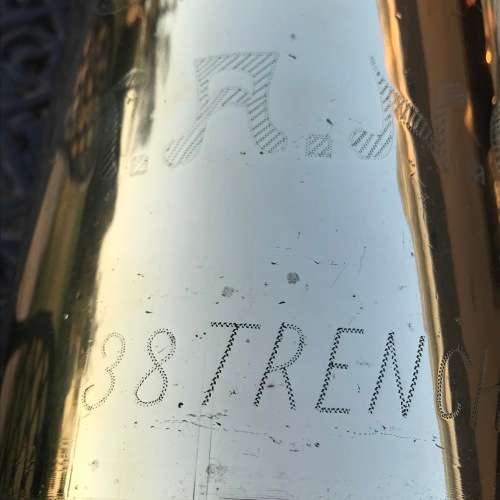 . A . J
38 TRENC